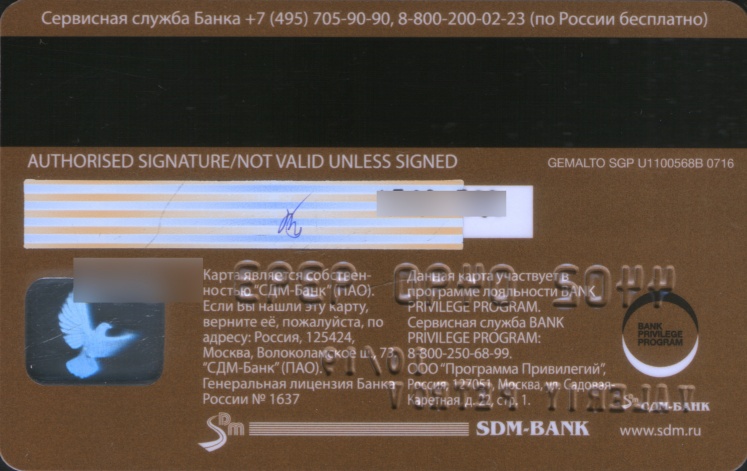 Сервисная служба Банка +7 (495) 705-90-90, 8-800-200-02-23 (по России бесплатно)
AUTHORISED SIGNATURE/NOT VALID UNLESS SIGNED
GEMALTO SGP U1100568B 0716
Карта является собствен-
ностью "СДМ-Банк" (ПАО).
Если Вы нашли эту карту,
верните её, пожалуйста, по
адресу: Россия, 125424,
Москва, Волоколамское ш., 73
"СДМ-Банк" (ПАО).
Генеральная лицензия Банка
России № 1637
Данная карта участвует в
программе лояльности BANK
PRIVILEGE PROGRAM.
Сервисная служба BANK
PRIVILEGE PROGRAM:
8-800-250-68-99.
ООО "Программа Привилегий",
Россия, 127051, Москва, ул. Садовая-
Каретная, д. 22, стр. 1.
BANK
PRIVILEGE
PROGRAM
СДМ-БАНК
SDm
SDM-BANK
www.sdm.ru